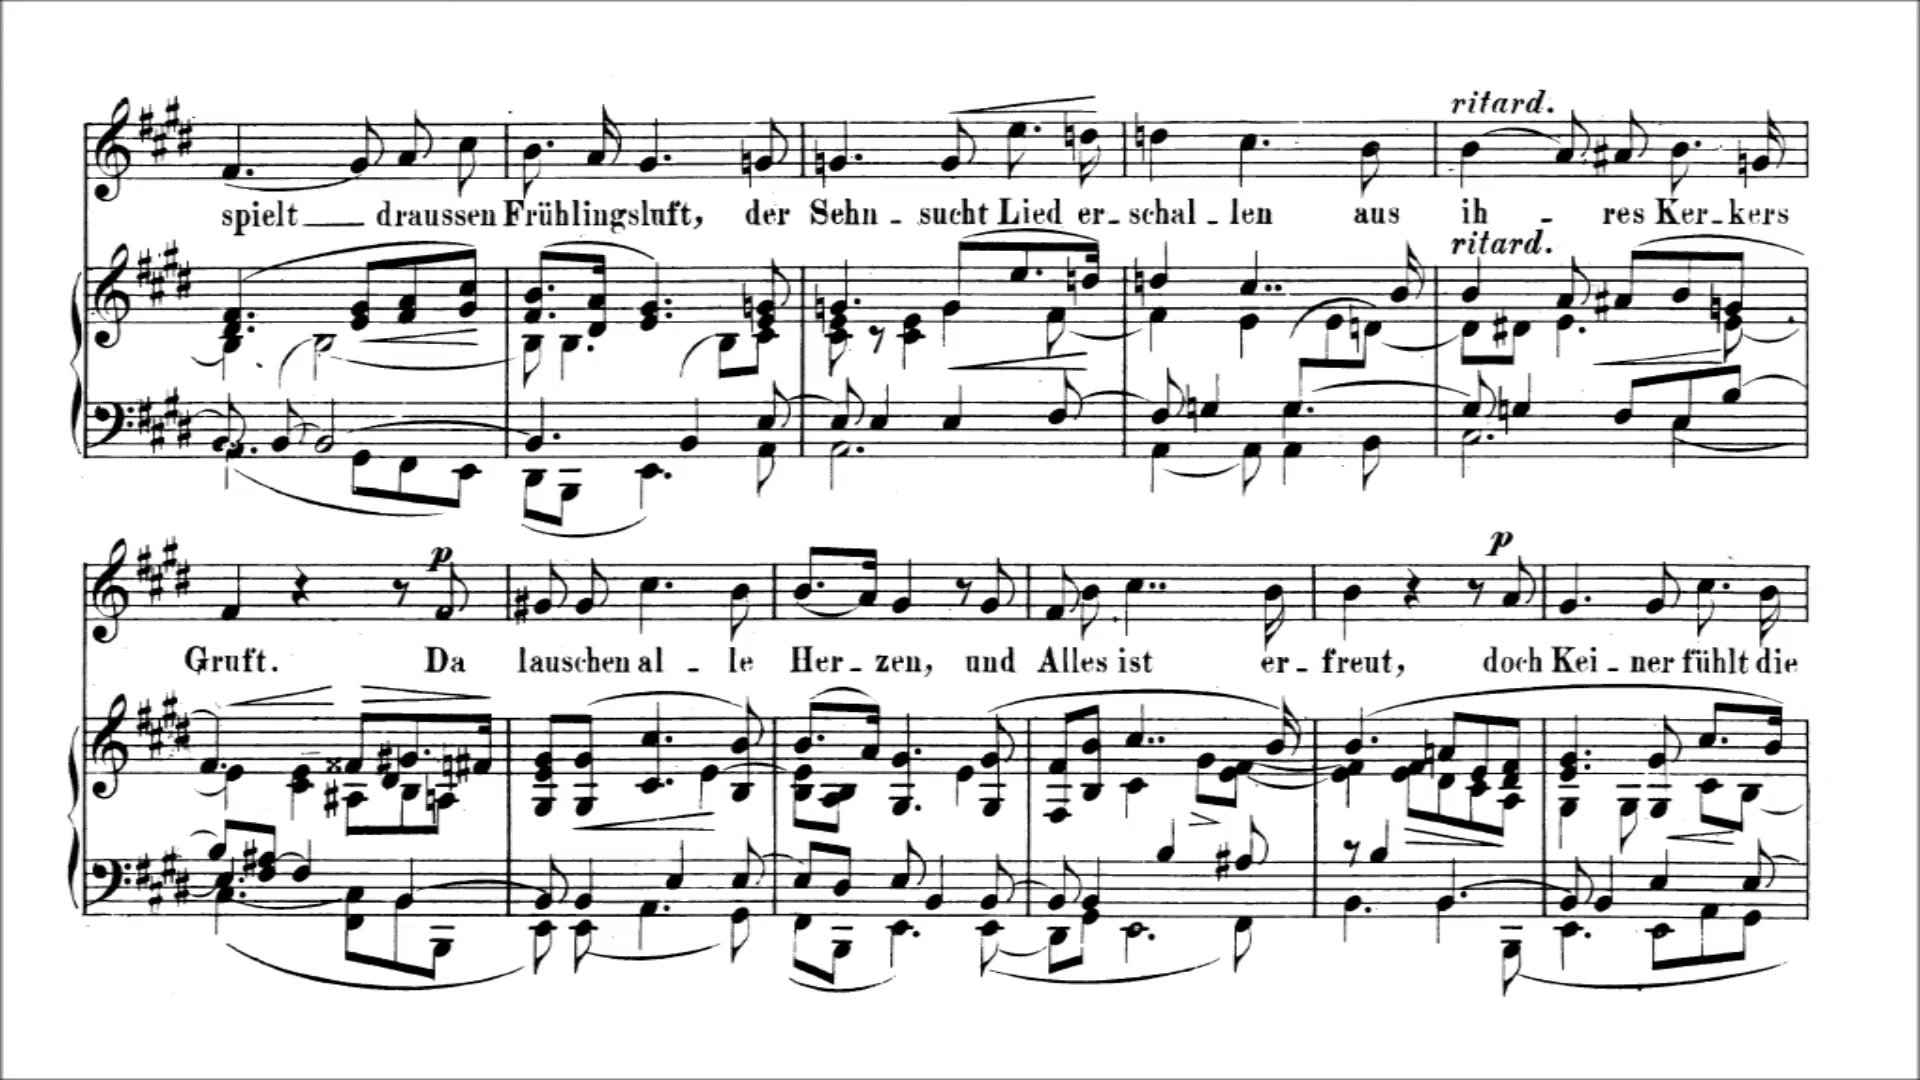 ritard.
spielt draussen Frühlingsluft, der Sehn - sucht Lied er - schal - len aus ih - res Ker - kers
ritard.
p
p
Gruft. Da lauschen al - le Her - zen, und Alles ist er - freut, doch Kei - ner fühlt die